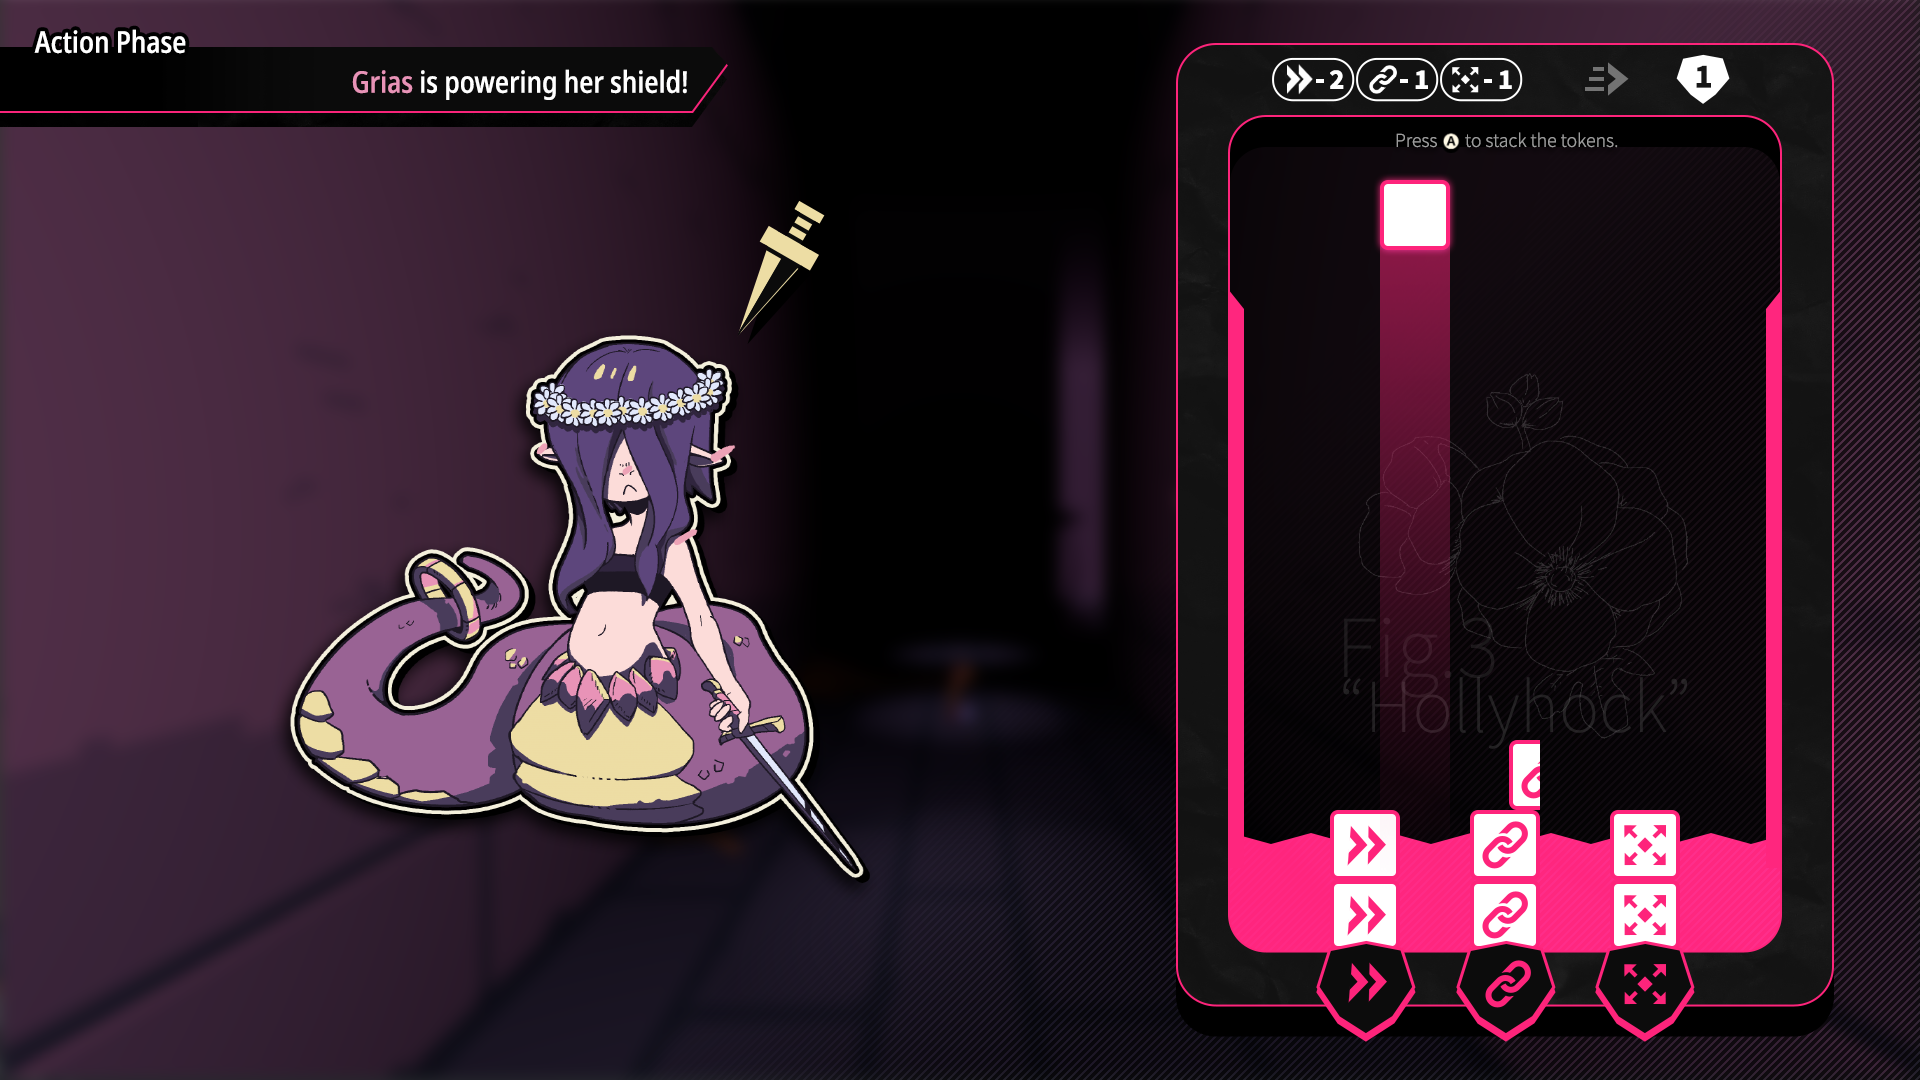 Action Phase
Grias is powering her shield!
- 2 - 1 - 1 1
Press A to stack the tokens.
Fig.3
“Hollyhock”